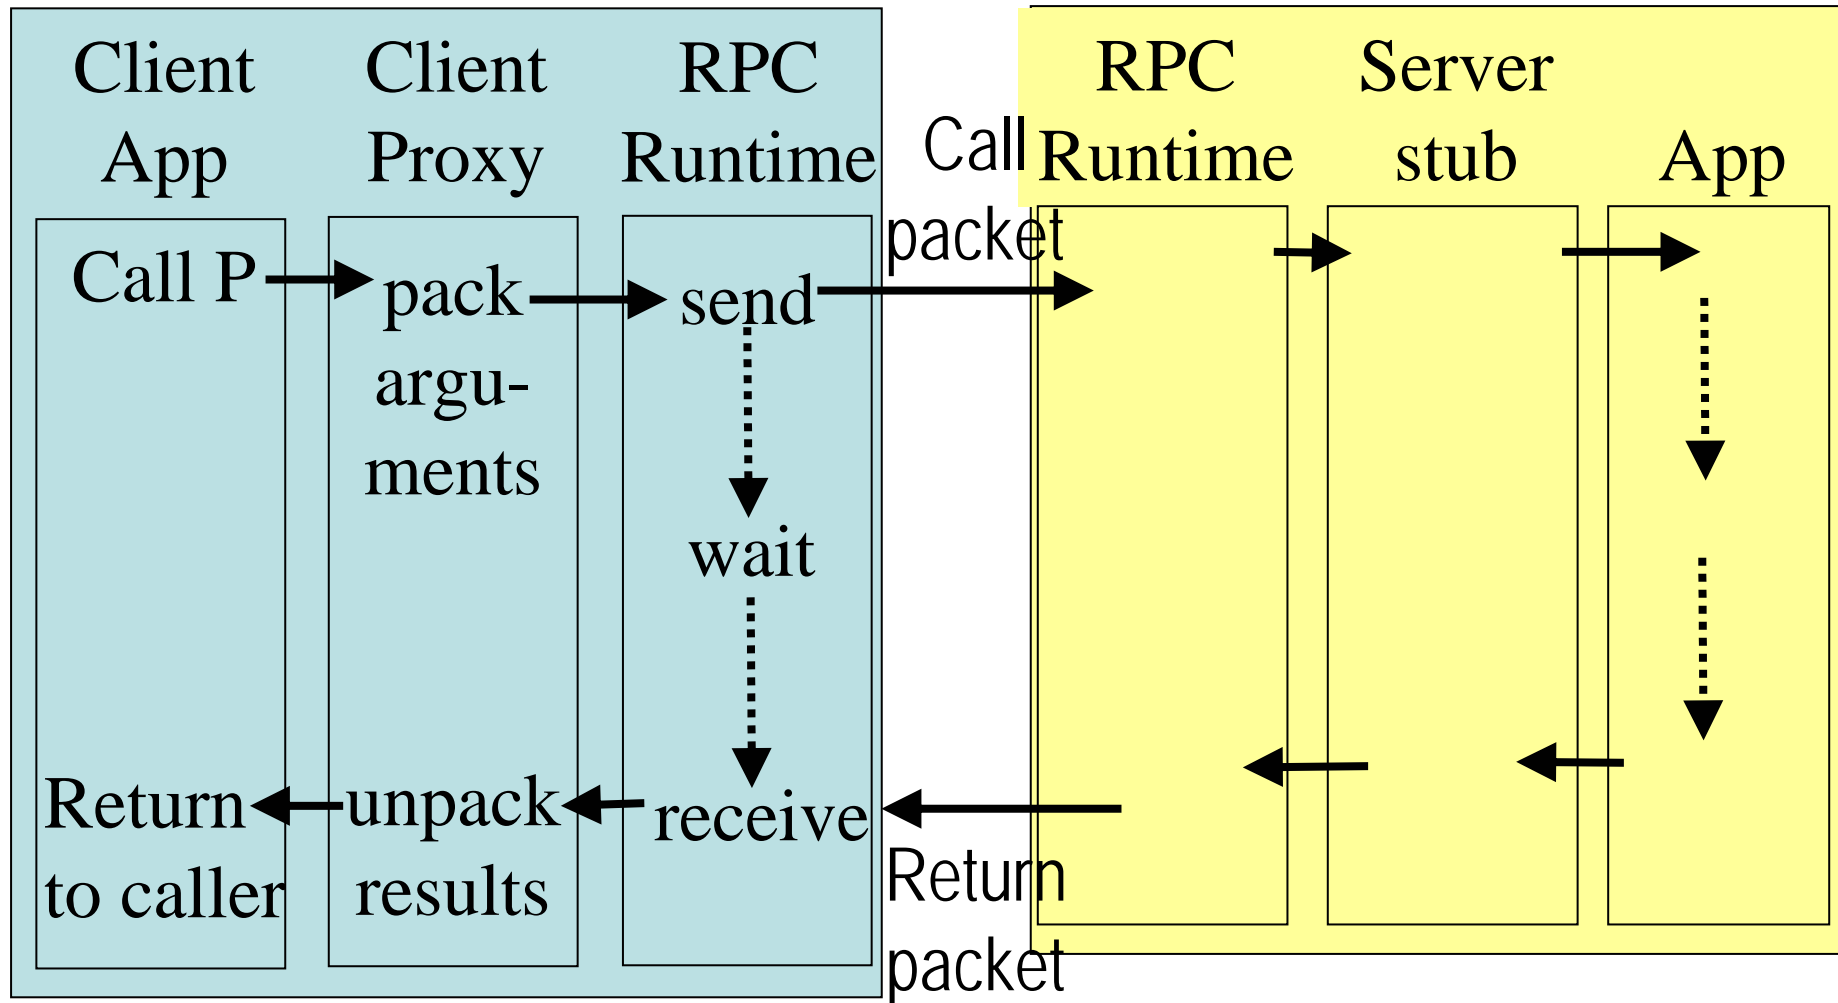 Client
App
Client
Proxy
RPC
Runtime
Call
packet
RPC
Runtime
Server
stub
App
Call P
pack
argu-
ments
send
wait
receive
unpack
results
Return
to caller
Return
packet